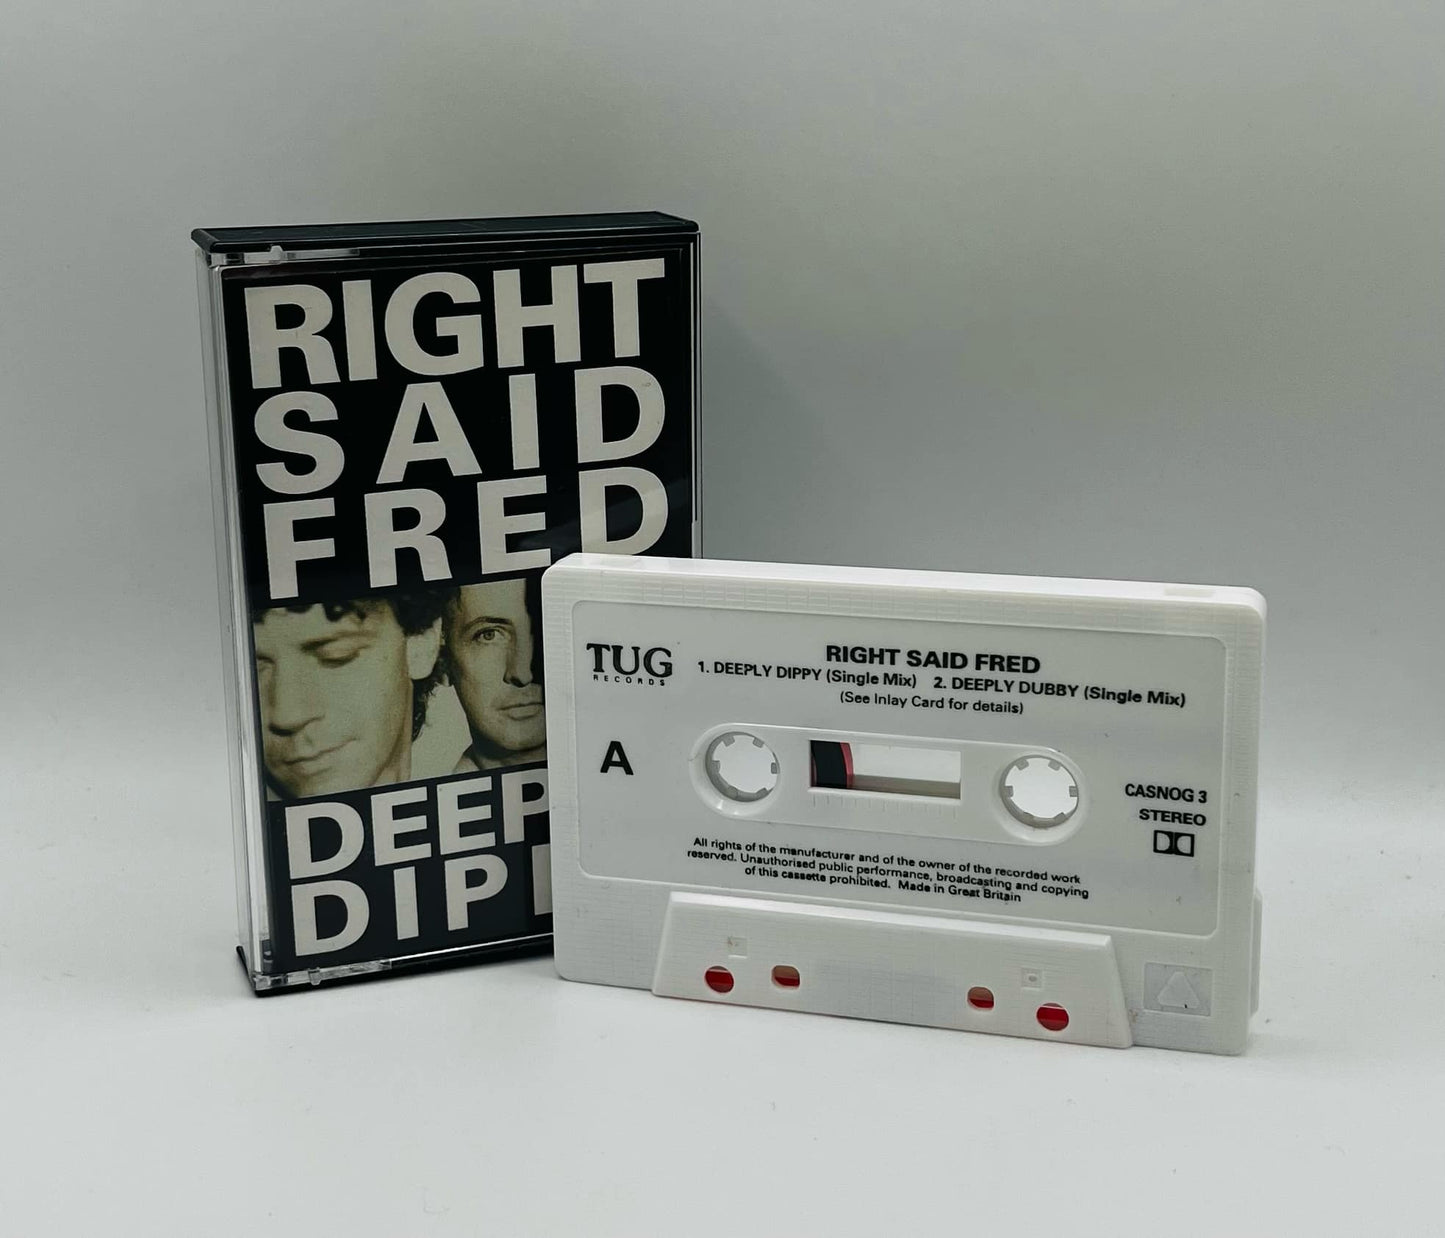 RIGHT
SAID
FRED
DEEP
DIP
TUG
RECORDS
RIGHT SAID FRED
1. DEEPLY DIPPY (Single Mix) 2. DEEPLY DUBBY (Single Mix)
(See Inlay Card for details)
A
CASNOG 3
STEREO
All rights of the manufacturer and of the owner of the recorded work
reserved. Unauthorised public performance, broadcasting and copying
of this cassette prohibited. Made in Great Britain